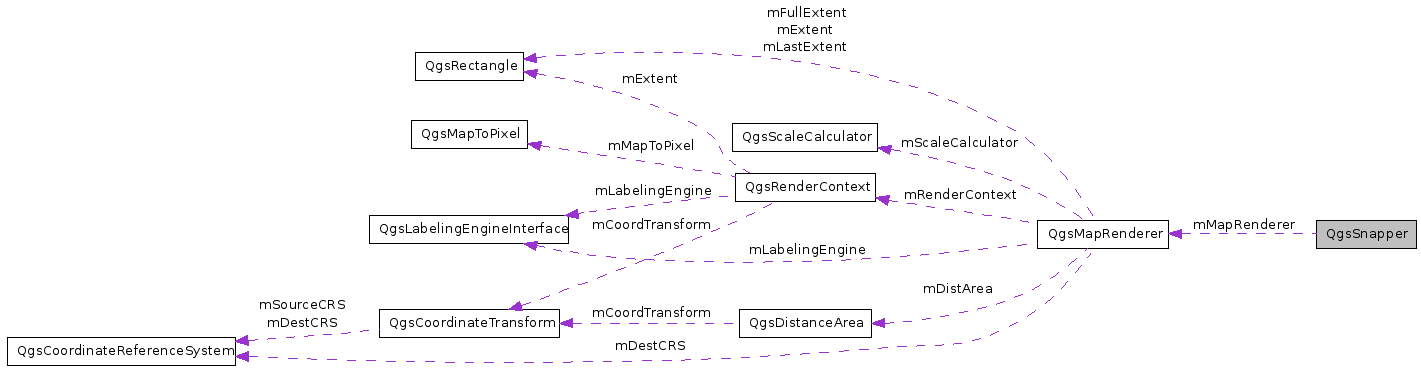 mFullExtent
mExtent
mLastExtent
QgsRectangle
mExtent
QgsMapToPixel
QgsScaleCalculator
mMapToPixel
mScaleCalculator
QgsRenderContext
mLabelingEngine
mRenderContext
QgsLabelingEngineInterface
mCoordTransform
mMapRenderer
QgsMapRenderer
QgsSnapper
mLabelingEngine
mDistArea
mSourceCRS
mDestCRS
QgsCoordinateTransform
mCoordTransform
QgsDistanceArea
QgsCoordinateReferenceSystem
mDestCRS